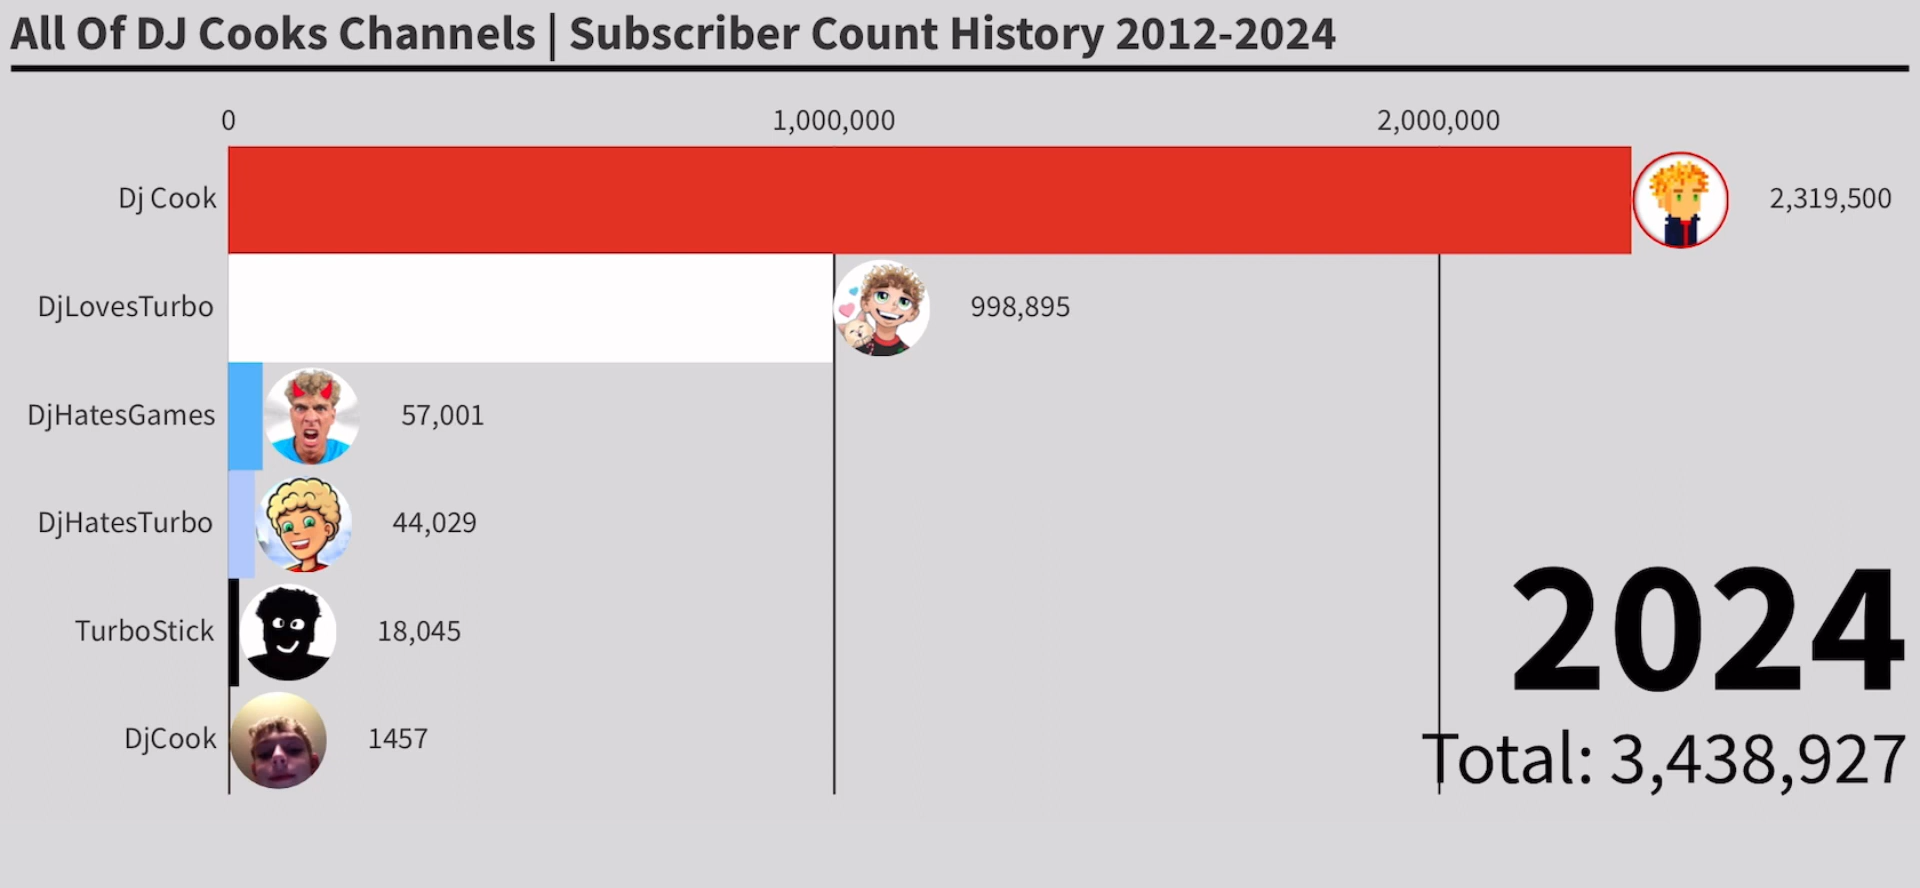 All Of DJ Cooks Channels | Subscriber Count History 2012-2024
0 1,000,000 2,000,000
Dj Cook 2,319,500
DjLovesTurbo 998,895
DjHatesGames 57,001
DjHatesTurbo 44,029
TurboStick 18,045
DjCook 1457
2024
Total: 3,438,927